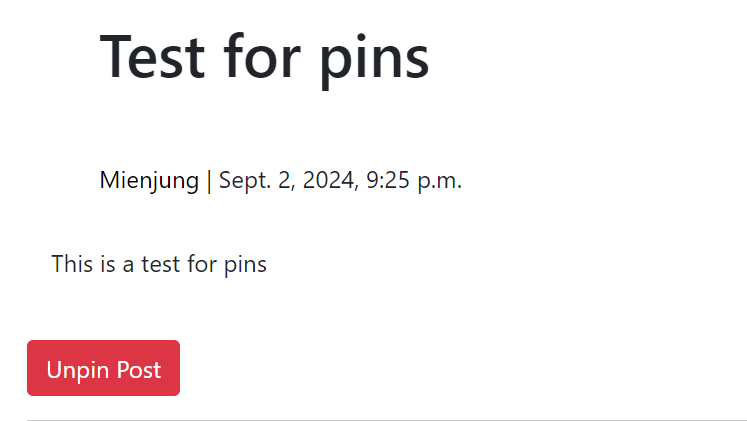 Test for pins
Mienjung | Sept. 2, 2024, 9:25 p.m.
This is a test for pins
Unpin Post